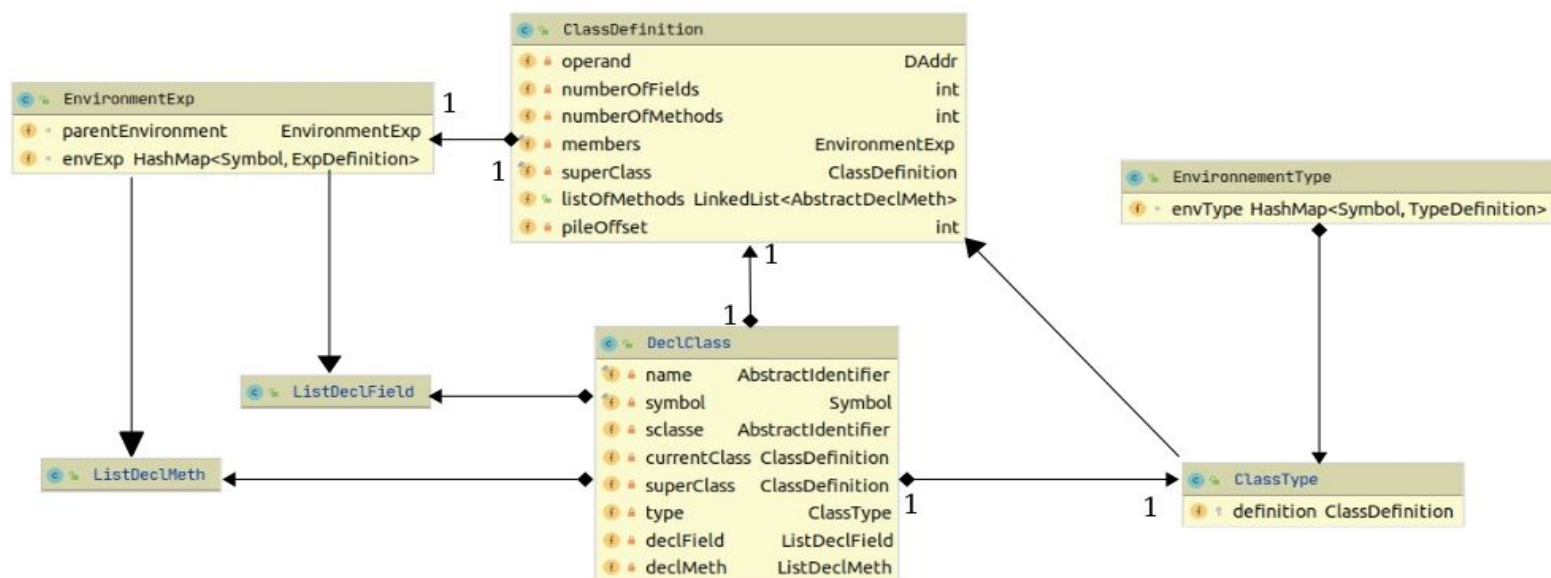 ClassDefinition
operand DAddr
numberOfFields int
numberOfMethods int
members EnvironmentExp
superClass ClassDefinition
listOfMethods LinkedList<AbstractDeclMeth>
pileOffset int
EnvironmentExp
parentEnvironment EnvironmentExp
envExp HashMap<Symbol, ExpDefinition>
1
1
EnvironnementType
envType HashMap<Symbol, TypeDefinition>
1
1
DeclClass
name AbstractIdentifier
symbol Symbol
sclasse AbstractIdentifier
currentClass ClassDefinition
superClass ClassDefinition
type ClassType
declField ListDeclField
declMeth ListDeclMeth
ListDeclField
ListDeclMeth
1
1
ClassType
definition ClassDefinition